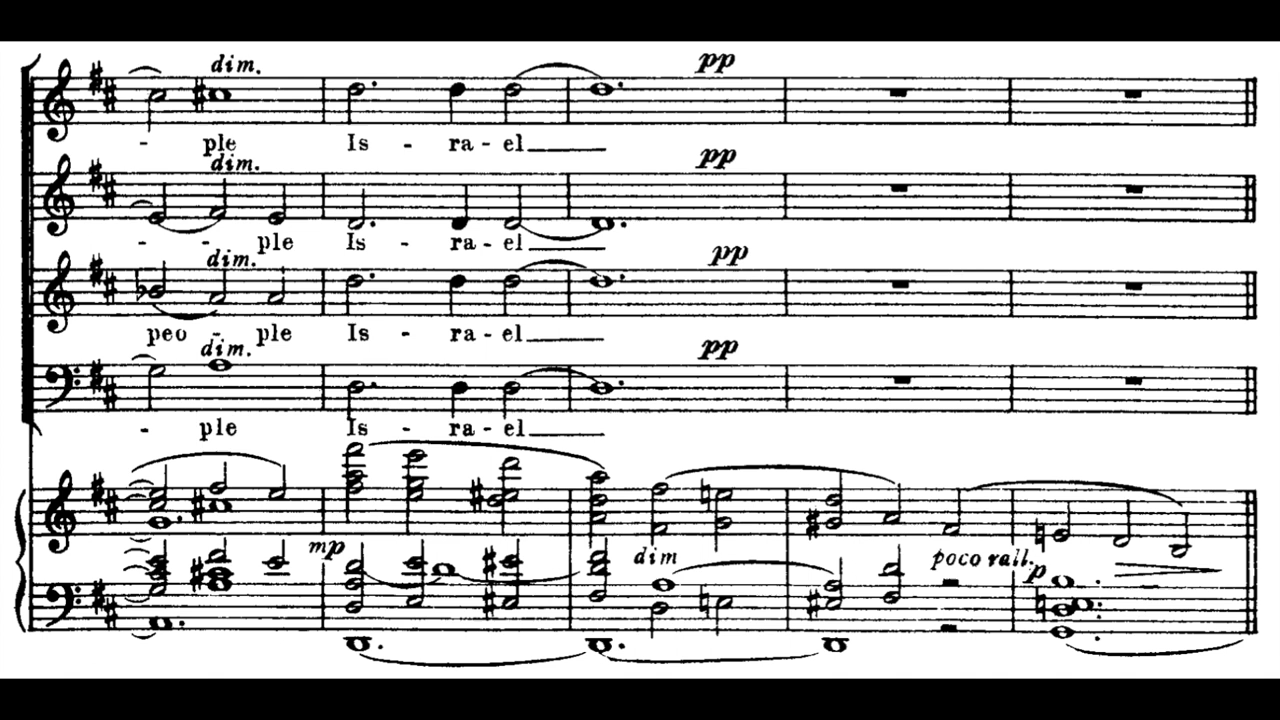 dim. pp
- ple Is - ra - el
dim. pp
- - ple Is - ra - el
dim. pp
peo - ple Is - ra - el
dim. pp
- ple Is - ra - el
mp dim poco rall. p